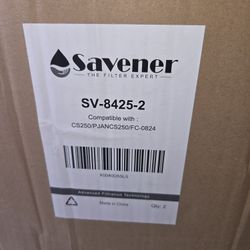 Savener
THE FILTER EXPERT
SV-8425-2
Compatible with :
CS250/PJANCS250/FC-0824
Advanced Filtration Technology
Made in China
Qty: 2